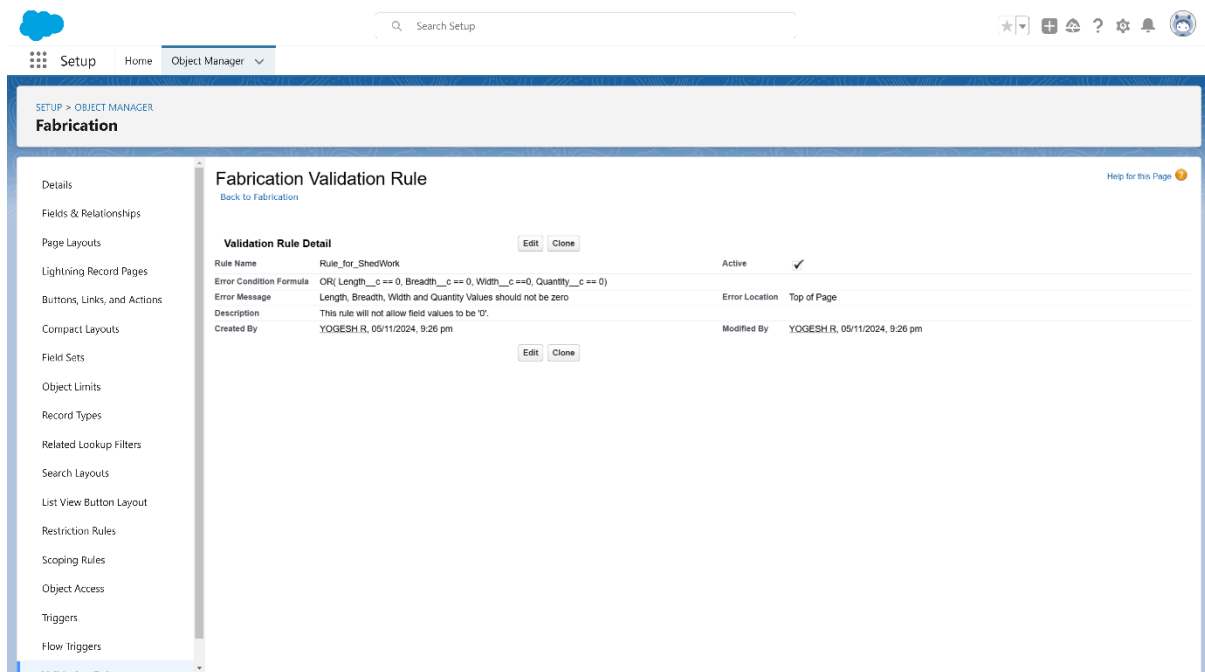 Search Setup
Setup
Home
Object Manager
SETUP > OBJECT MANAGER
Fabrication
Details
Fields & Relationships
Page Layouts
Lightning Record Pages
Buttons, Links, and Actions
Compact Layouts
Field Sets
Object Limits
Record Types
Related Lookup Filters
Search Layouts
List View Button Layout
Restriction Rules
Scoping Rules
Object Access
Triggers
Flow Triggers
Fabrication Validation Rule
Help for this Page
Back to Fabrication
Validation Rule Detail Edit Clone
Rule Name Rule_for_ShedWork Active
Error Condition Formula OR( Length__c == 0, Breadth__c == 0, Width__c ==0, Quantity__c == 0)
Error Message Length, Breadth, Width and Quantity Values should not be zero Error Location Top of Page
Description This rule will not allow field values to be '0'.
Created By YOGESH R, 05/11/2024, 9:26 pm Modified By YOGESH R, 05/11/2024, 9:26 pm
Edit Clone